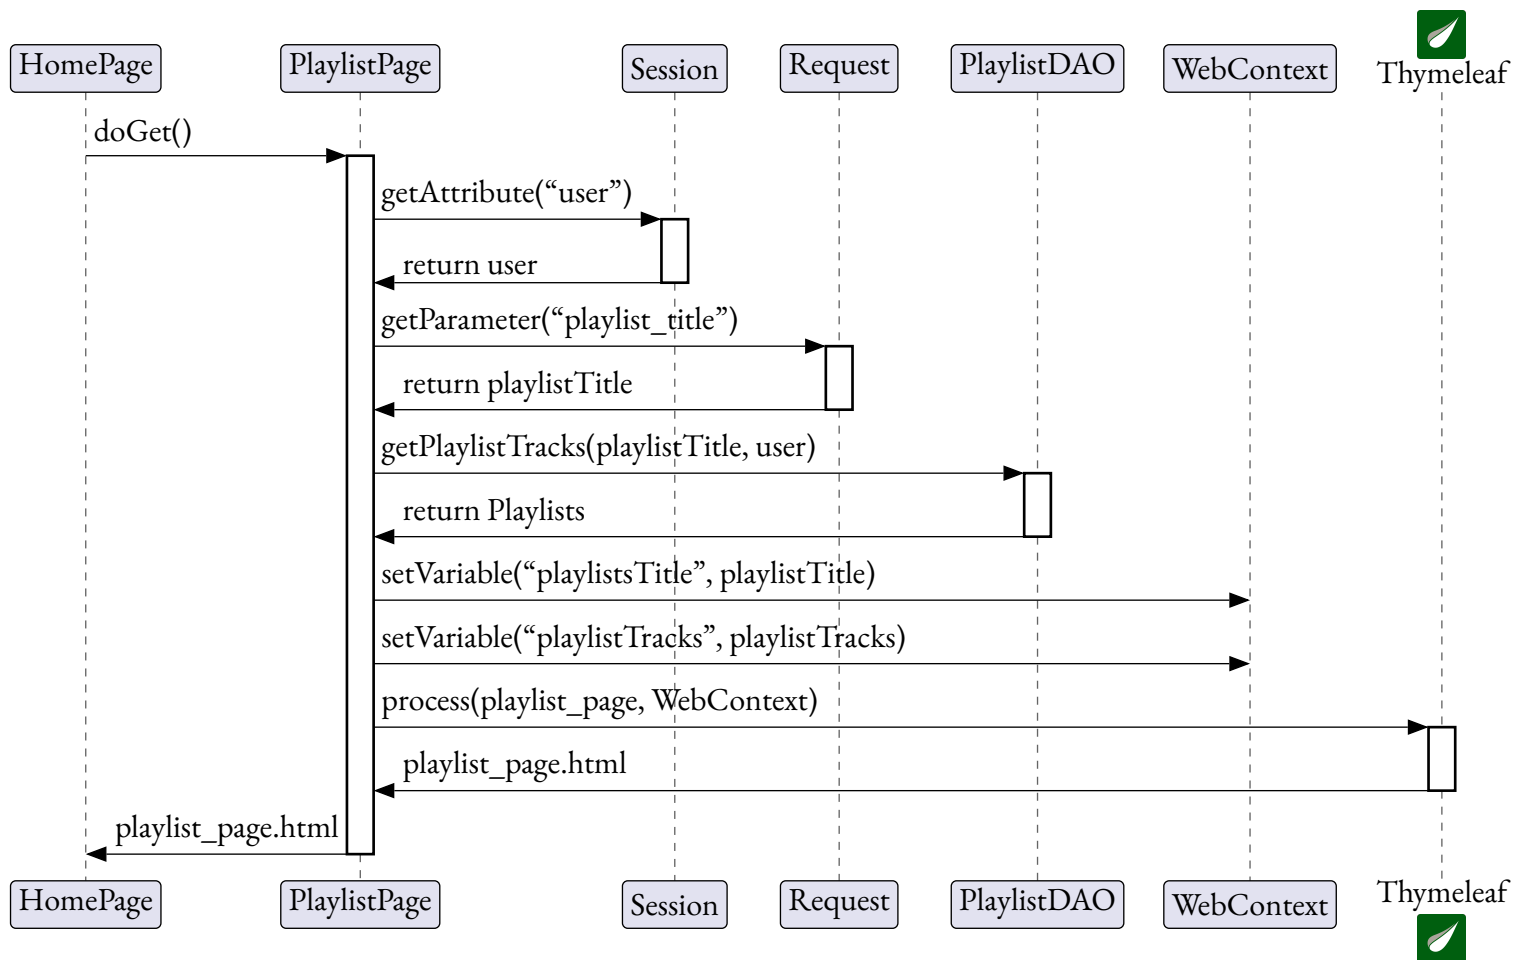 HomePage PlaylistPage Session Request PlaylistDAO WebContext Thymeleaf
doGet()
getAttribute(“user”)
return user
getParameter(“playlist_title”)
return playlistTitle
getPlaylistTracks(playlistTitle, user)
return Playlists
setVariable(“playlistsTitle”, playlistTitle)
setVariable(“playlistTracks”, playlistTracks)
process(playlist_page, WebContext)
playlist_page.html
playlist_page.html
HomePage PlaylistPage Session Request PlaylistDAO WebContext Thymeleaf